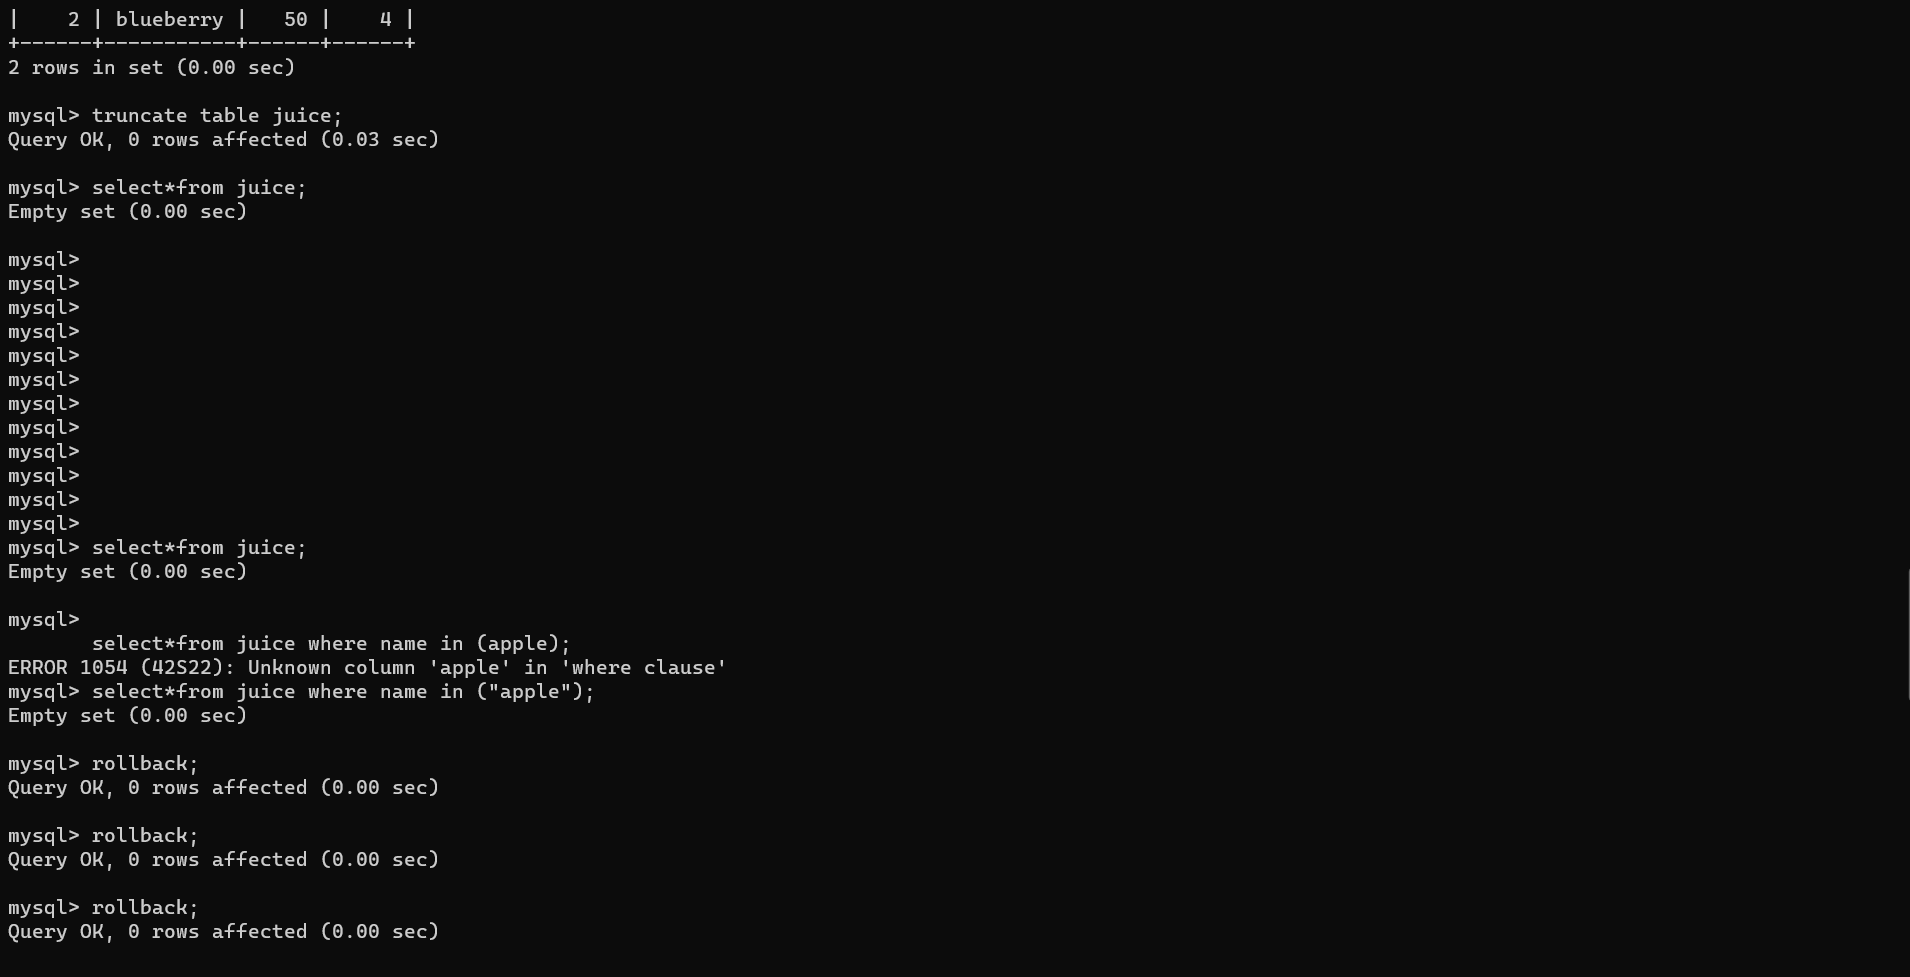 |    2 | blueberry |   50 |    4 |
+------+-----------+------+------+
2 rows in set (0.00 sec)
mysql> truncate table juice;
Query OK, 0 rows affected (0.03 sec)
mysql> select*from juice;
Empty set (0.00 sec)
mysql>
mysql>
mysql>
mysql>
mysql>
mysql>
mysql>
mysql>
mysql>
mysql>
mysql>
mysql>
mysql> select*from juice;
Empty set (0.00 sec)
mysql>
       select*from juice where name in (apple);
ERROR 1054 (42S22): Unknown column 'apple' in 'where clause'
mysql> select*from juice where name in ("apple");
Empty set (0.00 sec)
mysql> rollback;
Query OK, 0 rows affected (0.00 sec)
mysql> rollback;
Query OK, 0 rows affected (0.00 sec)
mysql> rollback;
Query OK, 0 rows affected (0.00 sec)